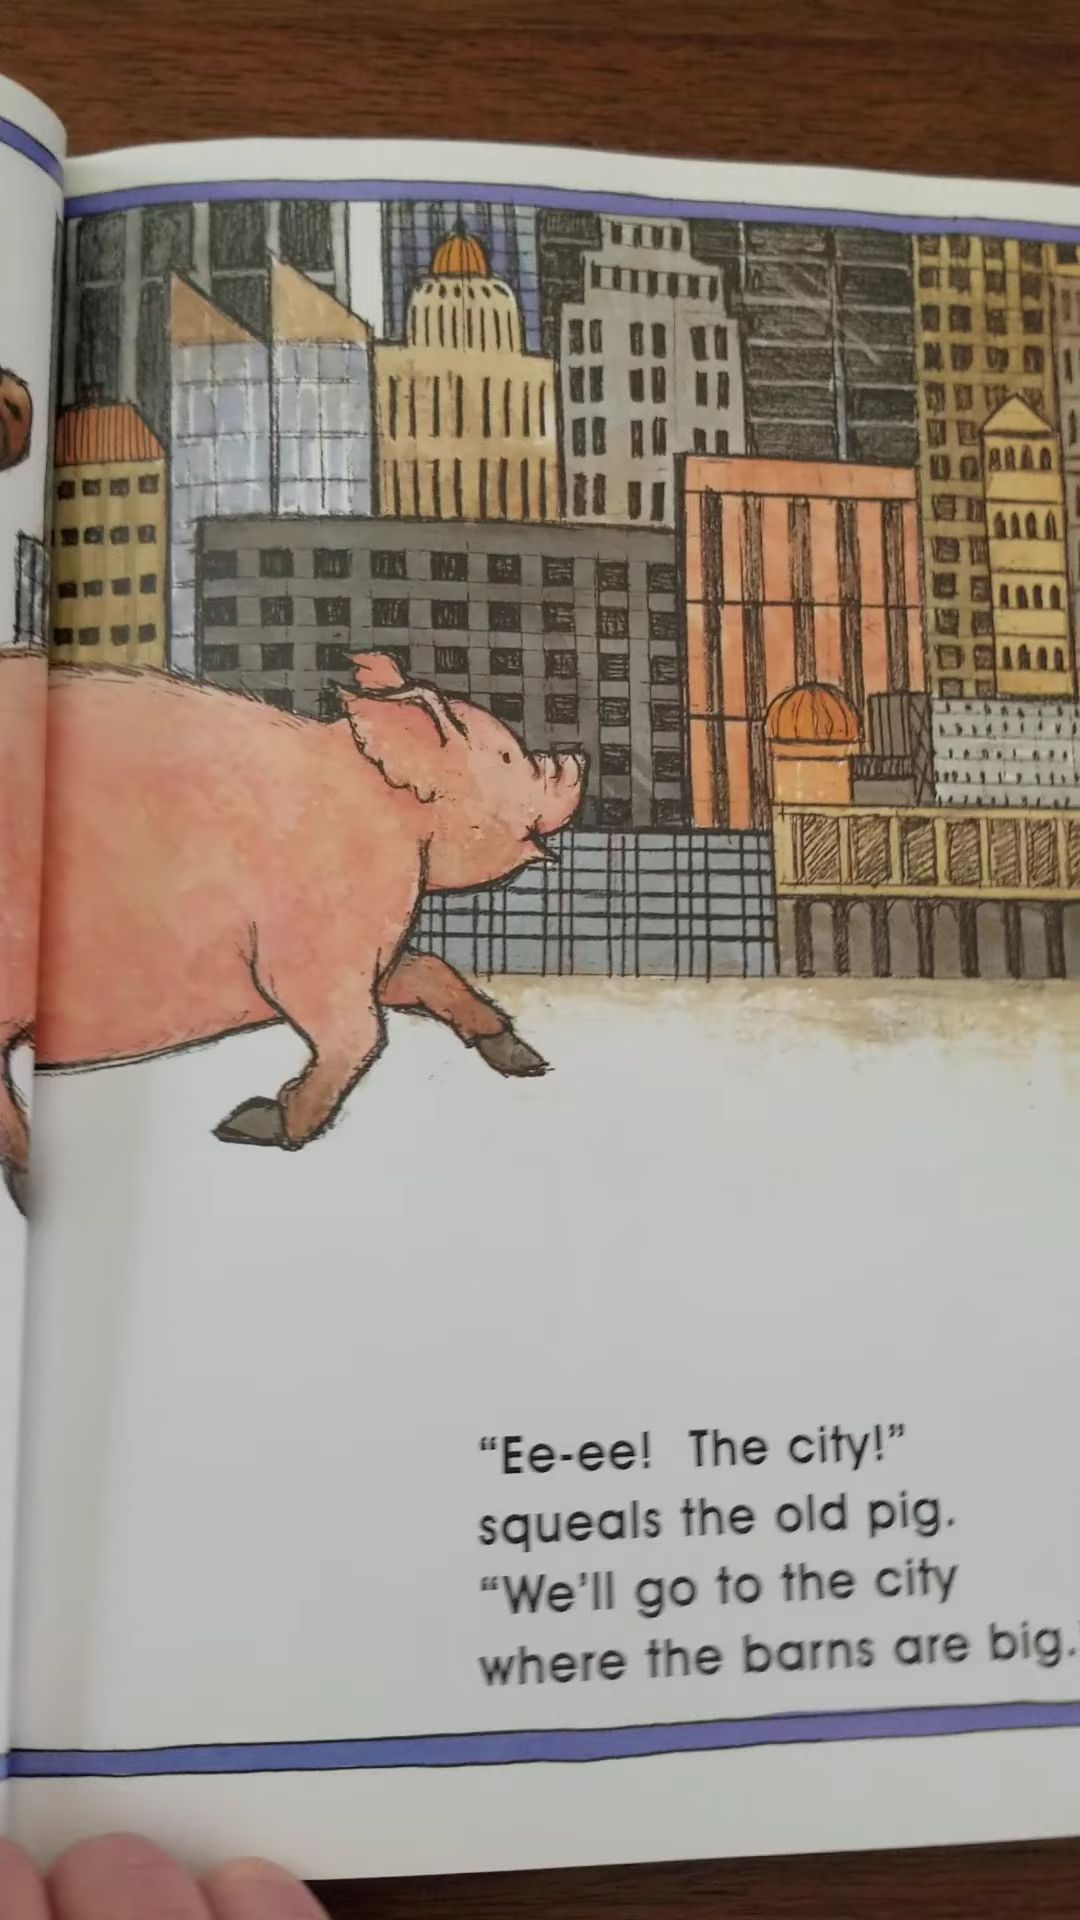 “Ee-ee!  The city!”
squeals the old pig.
“We’ll go to the city
where the barns are big.”